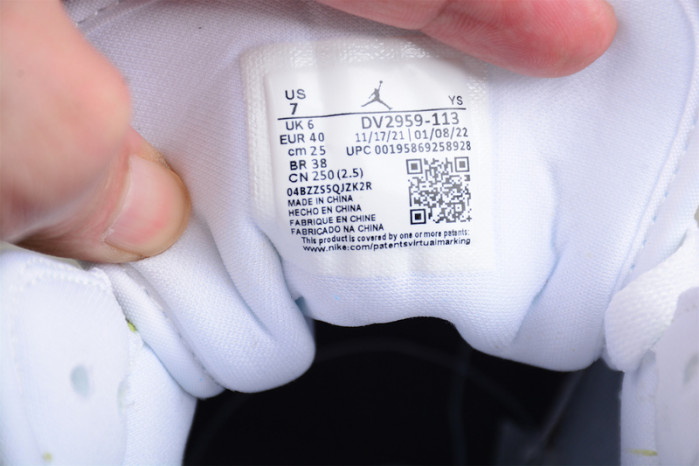 US
7
YS
UK 6 DV2959-113
EUR 40 11/17/21 | 01/08/22
cm 25 UPC 00195869258928
BR 38
CN 250 (2.5)
04BZZS5QJZK2R
MADE IN CHINA
HECHO EN CHINA
FABRIQUE EN CHINE
FABRICADO NA CHINA
This product is covered by one or more patents:
www.nike.com/patentsvirtualmarking